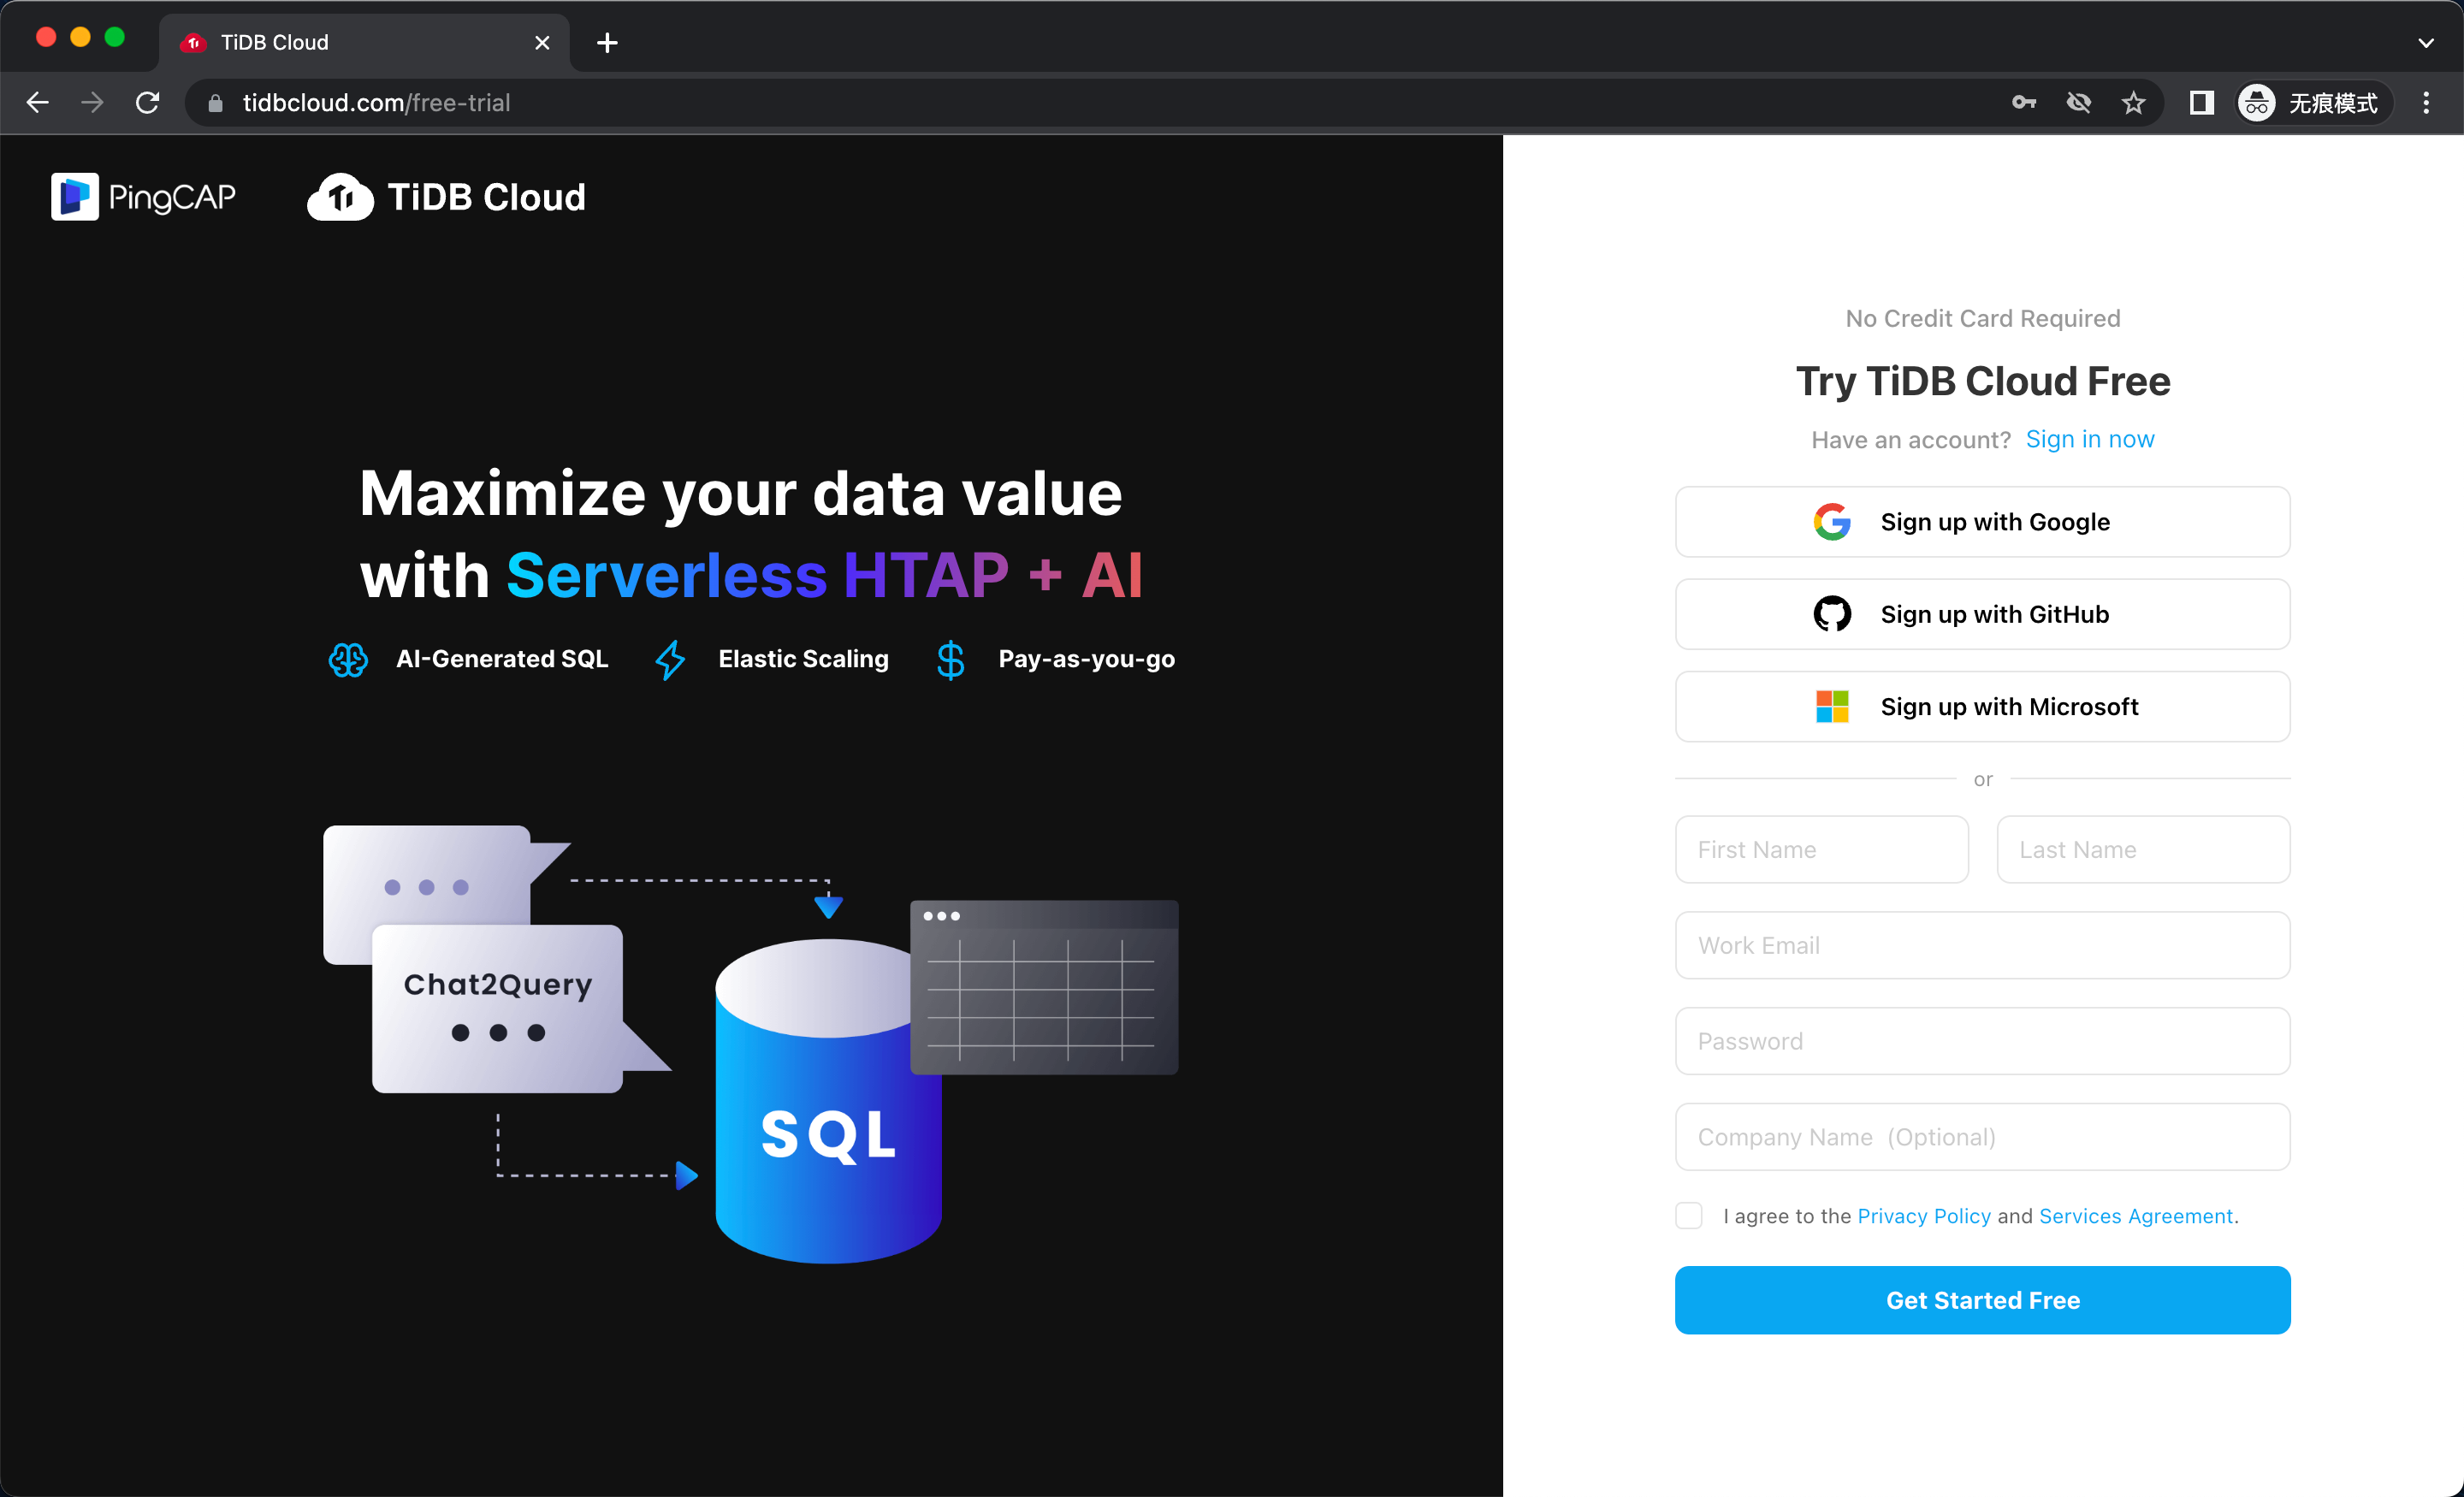 TiDB Cloud
tidbcloud.com/free-trial
无痕模式
PingCAP
TiDB Cloud
Maximize your data value
with Serverless HTAP + AI
AI-Generated SQL
Elastic Scaling
Pay-as-you-go
Chat2Query
SQL
No Credit Card Required
Try TiDB Cloud Free
Have an account? Sign in now
Sign up with Google
Sign up with GitHub
Sign up with Microsoft
or
First Name
Last Name
Work Email
Password
Company Name (Optional)
I agree to the Privacy Policy and Services Agreement.
Get Started Free